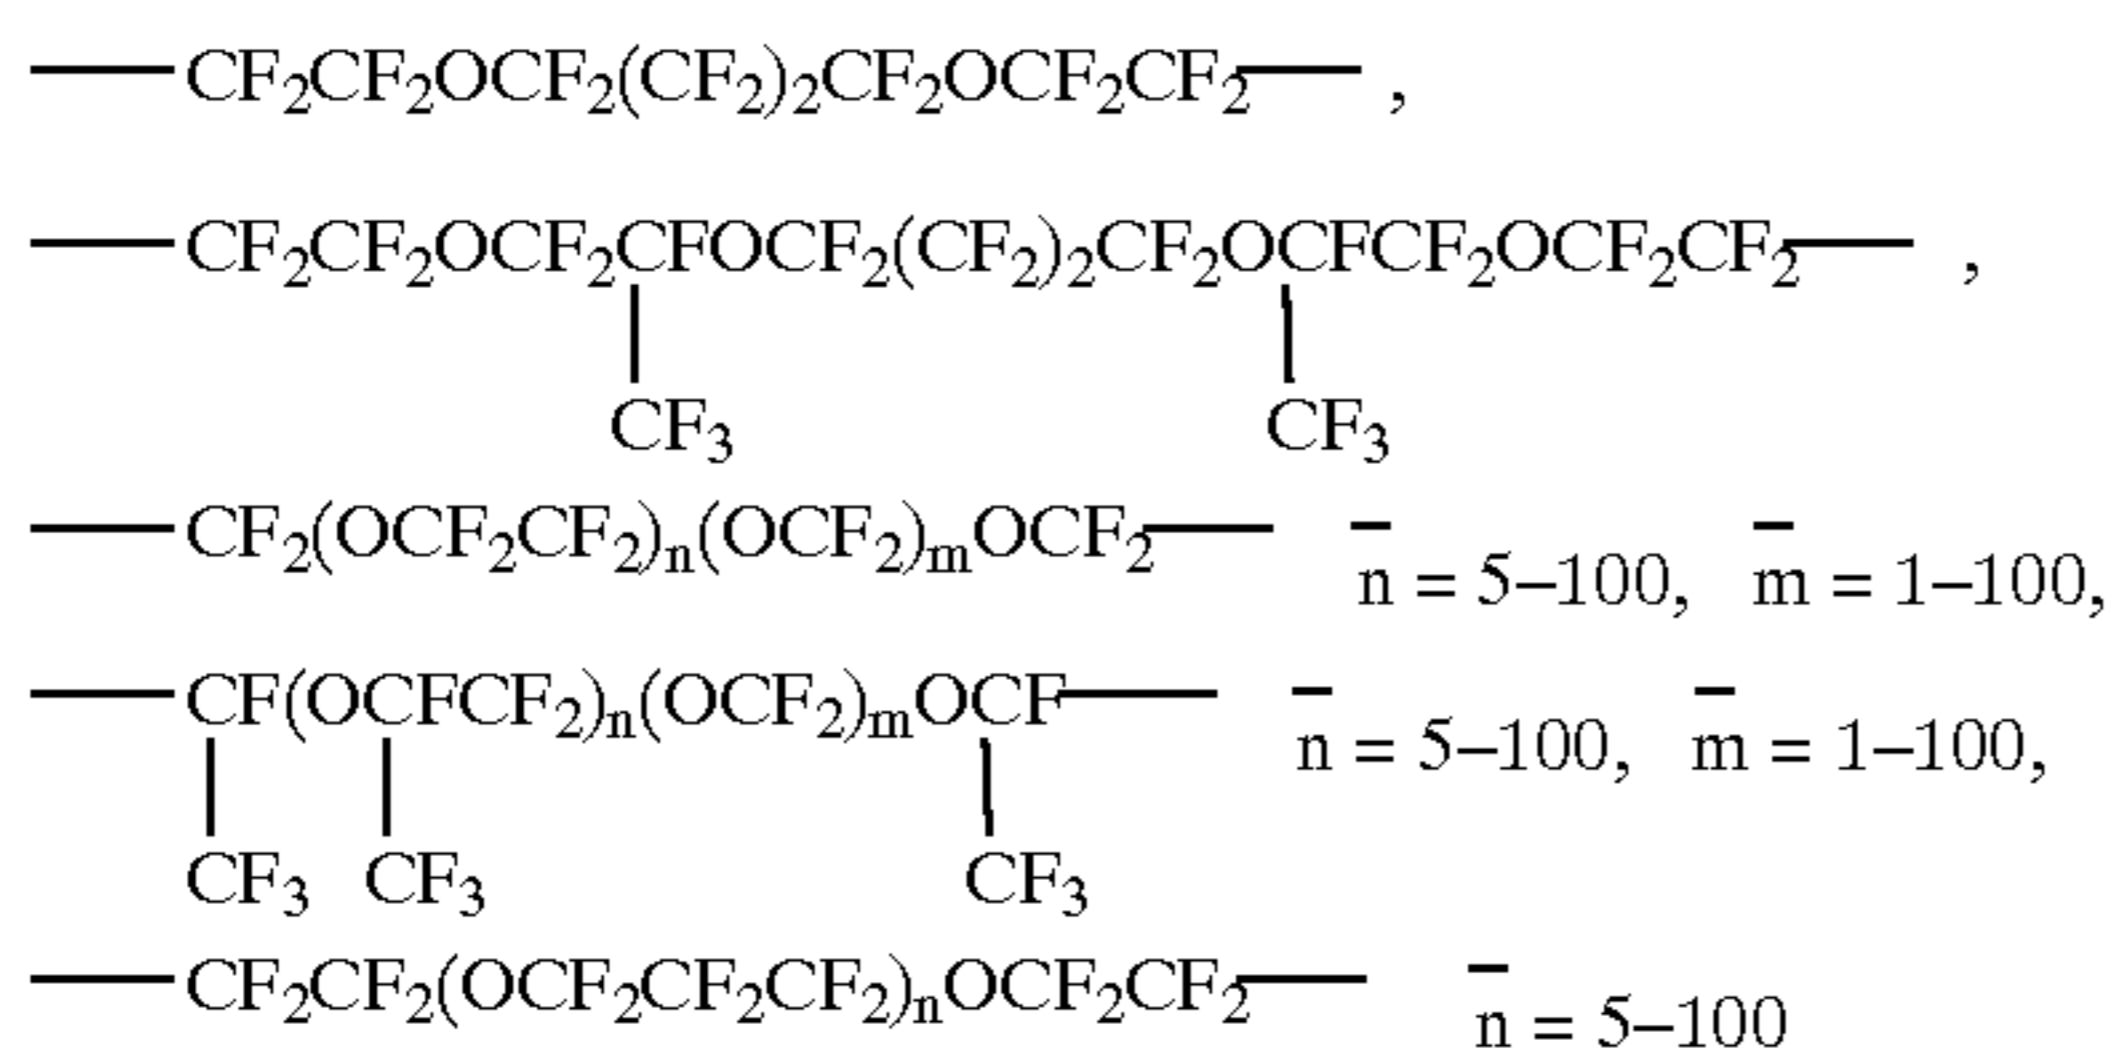 —CF₂CF₂OCF₂(CF₂)₂CF₂OCF₂CF₂— ,
—CF₂CF₂OCF₂CFOCF₂(CF₂)₂CF₂OCFCF₂OCF₂CF₂— ,
CF₃ CF₃
—CF₂(OCF₂CF₂)ₙ(OCF₂)ₘOCF₂— n̄ = 5–100, m̄ = 1–100,
—CF(OCFCF₂)ₙ(OCF₂)ₘOCF— n̄ = 5–100, m̄ = 1–100,
CF₃ CF₃ CF₃
—CF₂CF₂(OCF₂CF₂CF₂)ₙOCF₂CF₂— n̄ = 5–100